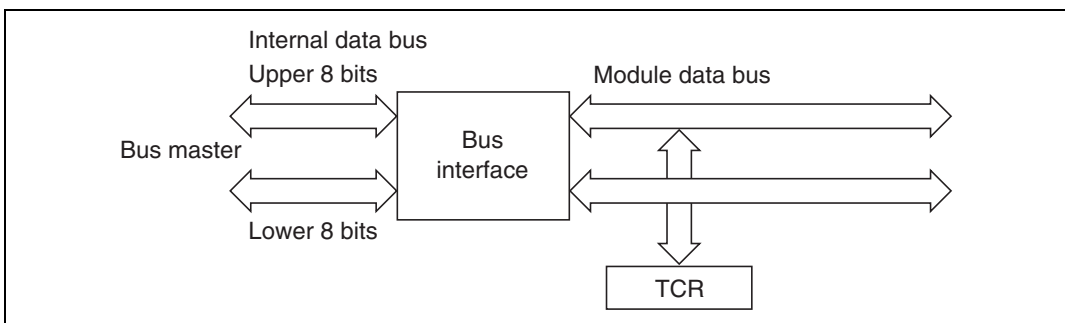 Internal data bus
Upper 8 bits
Module data bus
Bus master
Bus
interface
Lower 8 bits
TCR